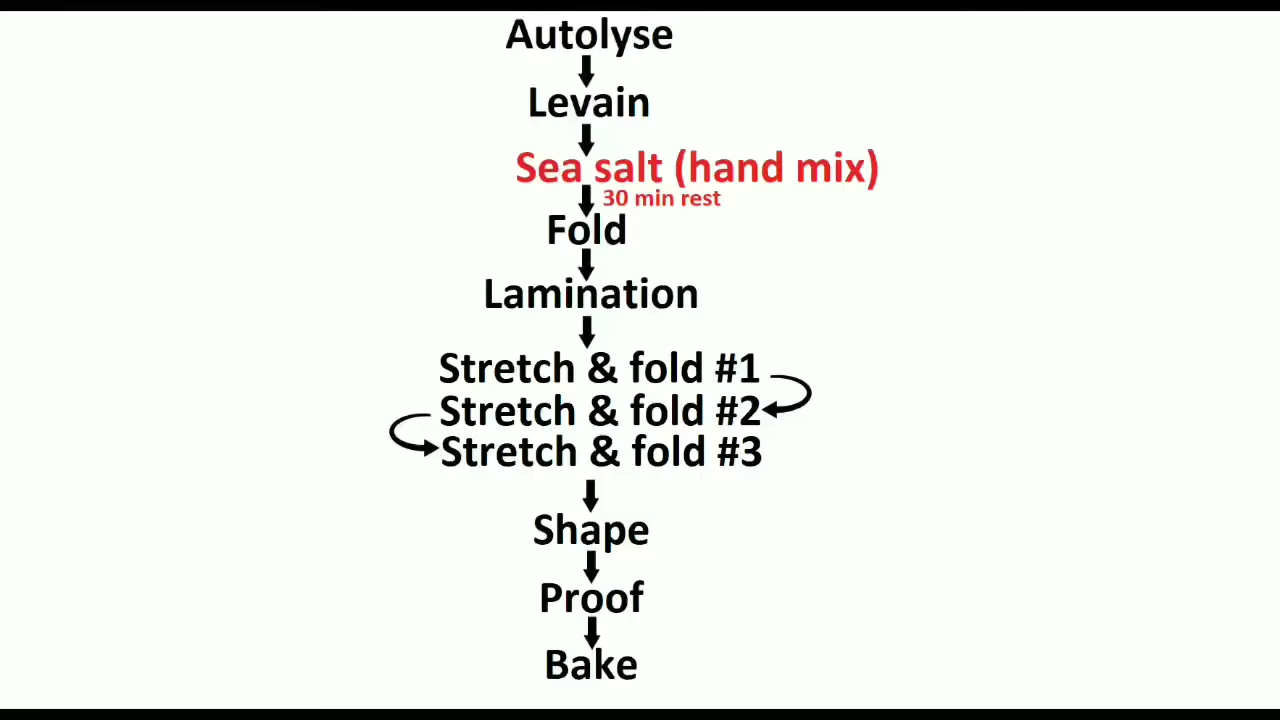 Autolyse
Levain
Sea salt (hand mix)
30 min rest
Fold
Lamination
Stretch & fold #1
Stretch & fold #2
Stretch & fold #3
Shape
Proof
Bake